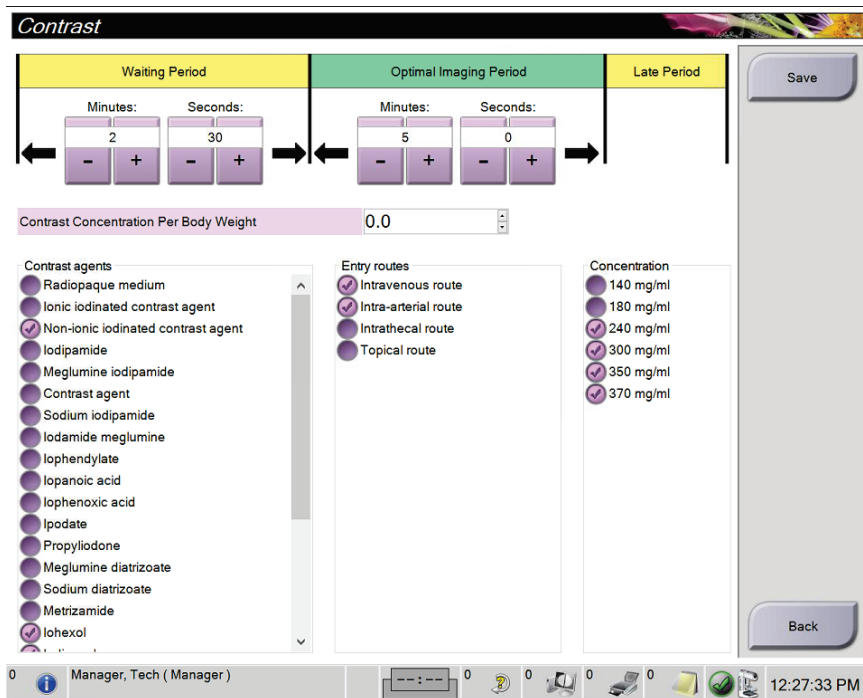 Contrast
Waiting Period
Optimal Imaging Period
Late Period
Save
Minutes:
Seconds:
Minutes:
Seconds:
2
30
5
0
- + - + - + - +
Contrast Concentration Per Body Weight
0.0
Contrast agents
Radiopaque medium
Ionic iodinated contrast agent
Non-ionic iodinated contrast agent
Iodipamide
Meglumine iodipamide
Contrast agent
Sodium iodipamide
Iodamide meglumine
Iophendylate
Iopanoic acid
Iophenoxic acid
Ipodate
Propyliodone
Meglumine diatrizoate
Sodium diatrizoate
Metrizamide
Iohexol
Entry routes
Intravenous route
Intra-arterial route
Intrathecal route
Topical route
Concentration
140 mg/ml
180 mg/ml
240 mg/ml
300 mg/ml
350 mg/ml
370 mg/ml
Back
0
Manager, Tech ( Manager )
--:--
0
0
0
0
12:27:33 PM